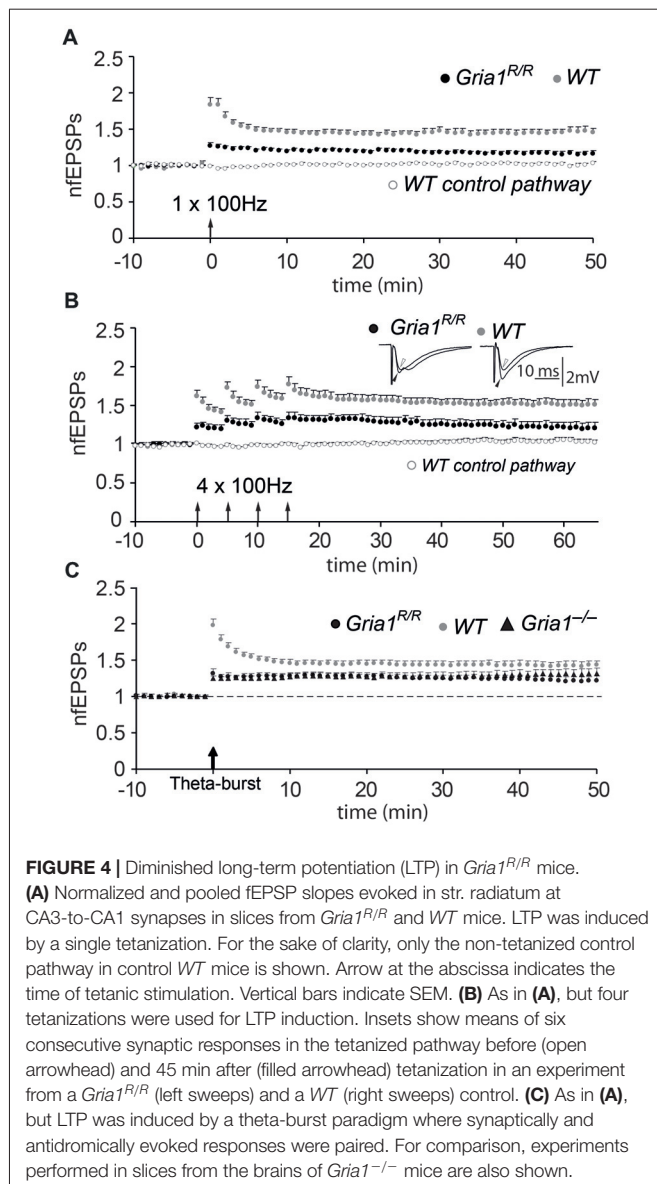 A
Gria1R/R WT
2.5
2
1.5
1
0.5
0
nfEPSPs
WT control pathway
1 x 100Hz
-10 0 10 20 30 40 50
time (min)
B
Gria1R/R WT
10 ms 2mV
2.5
2
1.5
1
0.5
0
nfEPSPs
WT control pathway
4 x 100Hz
-10 0 10 20 30 40 50 60
time (min)
C
Gria1R/R WT Gria1−/−
2.5
2
1.5
1
0.5
0
nfEPSPs
Theta-burst
-10 10 20 30 40 50
time (min)
FIGURE 4 | Diminished long-term potentiation (LTP) in Gria1R/R mice.
(A) Normalized and pooled fEPSP slopes evoked in str. radiatum at
CA3-to-CA1 synapses in slices from Gria1R/R and WT mice. LTP was induced
by a single tetanization. For the sake of clarity, only the non-tetanized control
pathway in control WT mice is shown. Arrow at the abscissa indicates the
time of tetanic stimulation. Vertical bars indicate SEM. (B) As in (A), but four
tetanizations were used for LTP induction. Insets show means of six
consecutive synaptic responses in the tetanized pathway before (open
arrowhead) and 45 min after (filled arrowhead) tetanization in an experiment
from a Gria1R/R (left sweeps) and a WT (right sweeps) control. (C) As in (A),
but LTP was induced by a theta-burst paradigm where synaptically and
antidromically evoked responses were paired. For comparison, experiments
performed in slices from the brains of Gria1−/− mice are also shown.